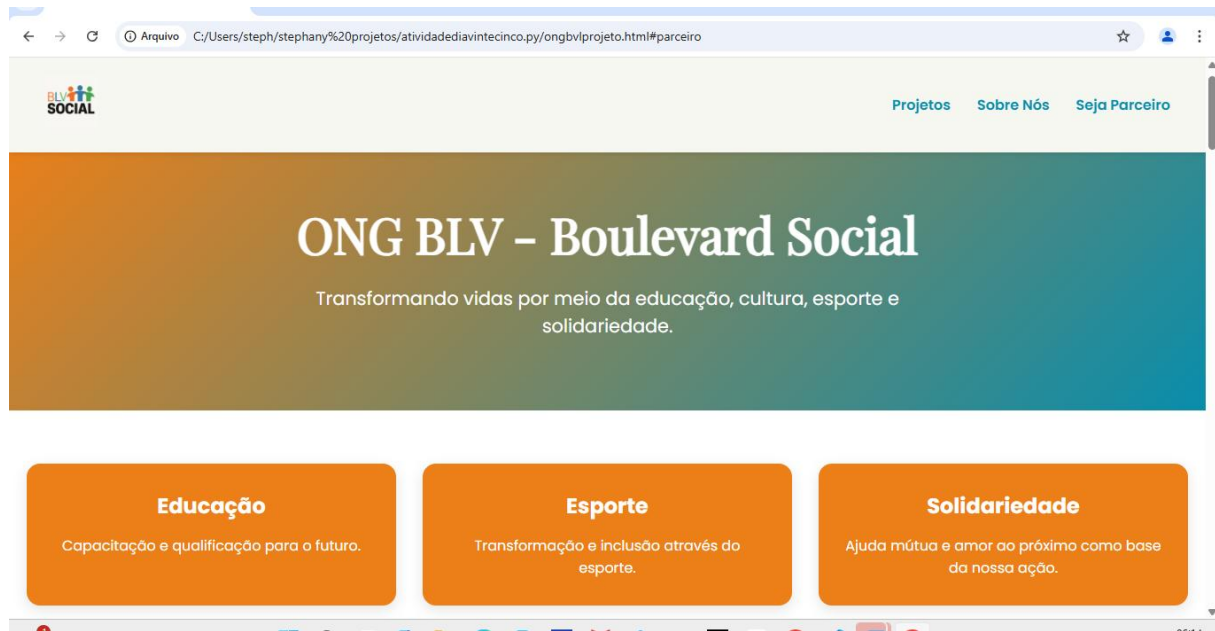 Arquivo C:/Users/steph/stephany%20projetos/atividadediavintecinco.py/ongbvlprojeto.html#parceiro
BLV
SOCIAL
Projetos Sobre Nós Seja Parceiro
ONG BLV – Boulevard Social
Transformando vidas por meio da educação, cultura, esporte e
solidariedade.
Educação
Capacitação e qualificação para o futuro.
Esporte
Transformação e inclusão através do
esporte.
Solidariedade
Ajuda mútua e amor ao próximo como base
da nossa ação.